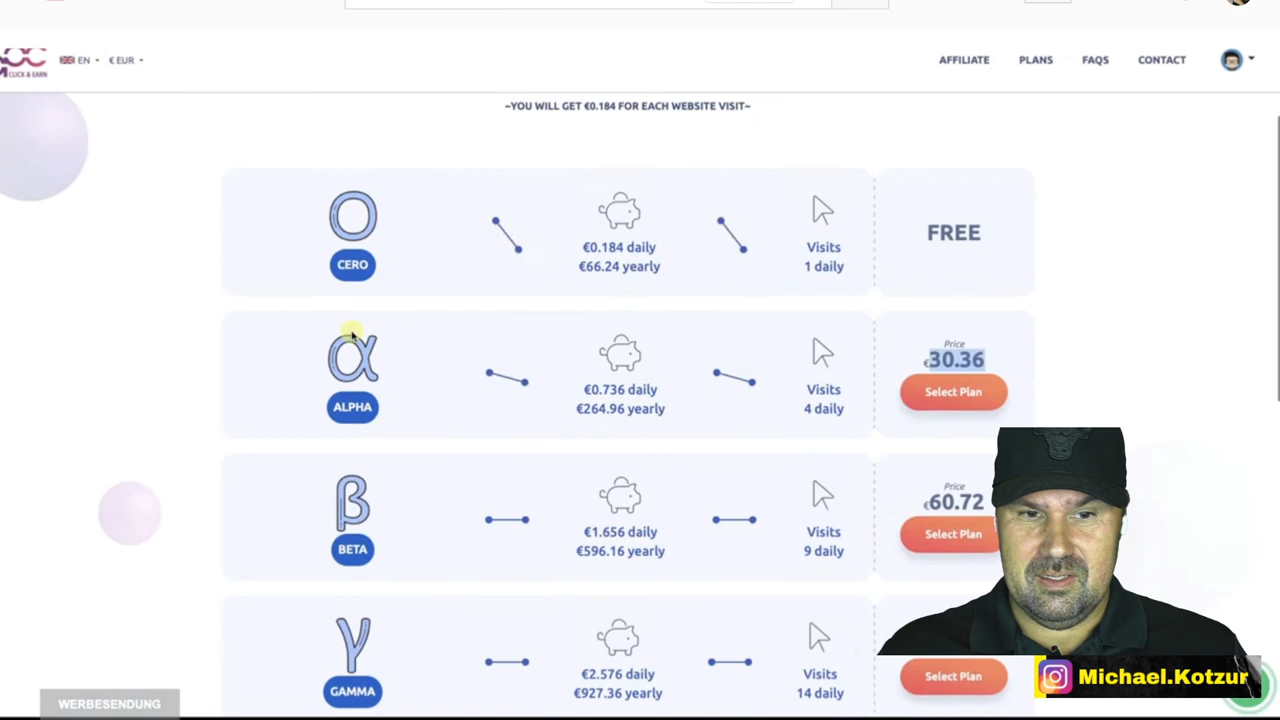 CLICK & EARN
EN
€ EUR
AFFILIATE
PLANS
FAQS
CONTACT
~YOU WILL GET €0.184 FOR EACH WEBSITE VISIT~
CERO
€0.184 daily
€66.24 yearly
Visits
1 daily
FREE
α
ALPHA
€0.736 daily
€264.96 yearly
Visits
4 daily
Price
€30.36
Select Plan
β
BETA
€1.656 daily
€596.16 yearly
Visits
9 daily
Price
€60.72
Select Plan
γ
GAMMA
€2.576 daily
€927.36 yearly
Visits
14 daily
Select Plan
WERBESENDUNG
Michael.Kotzur